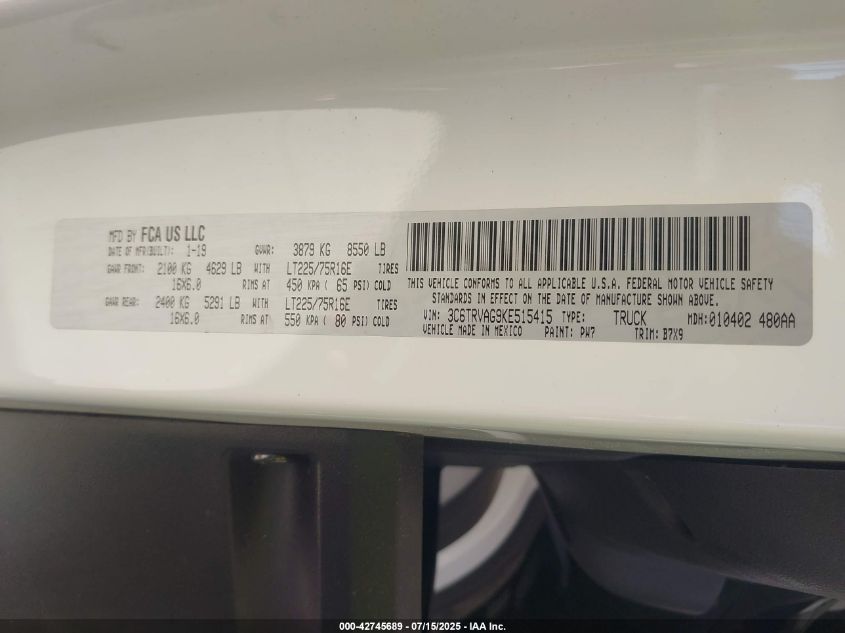 MFD BY FCA US LLC
DATE OF MFR(BUILT): 1-19 GVWR: 3879 KG 8550 LB
GAWR FRONT: 2100 KG 4629 LB WITH LT225/75R16E TIRES
16X6.0 RIMS AT 450 KPA ( 65 PSI) COLD
GAWR REAR: 2400 KG 5291 LB WITH LT225/75R16E TIRES
16X6.0 RIMS AT 550 KPA ( 80 PSI) COLD
THIS VEHICLE CONFORMS TO ALL APPLICABLE U.S.A. FEDERAL MOTOR VEHICLE SAFETY
STANDARDS IN EFFECT ON THE DATE OF MANUFACTURE SHOWN ABOVE.
VIN: 3C6TRVAG9KE515415 TYPE: TRUCK MDH:010402 480AA
VEHICLE MADE IN MEXICO PAINT: PW7 TRIM: B7X9
000-42745689 - 07/15/2025 - IAA Inc.